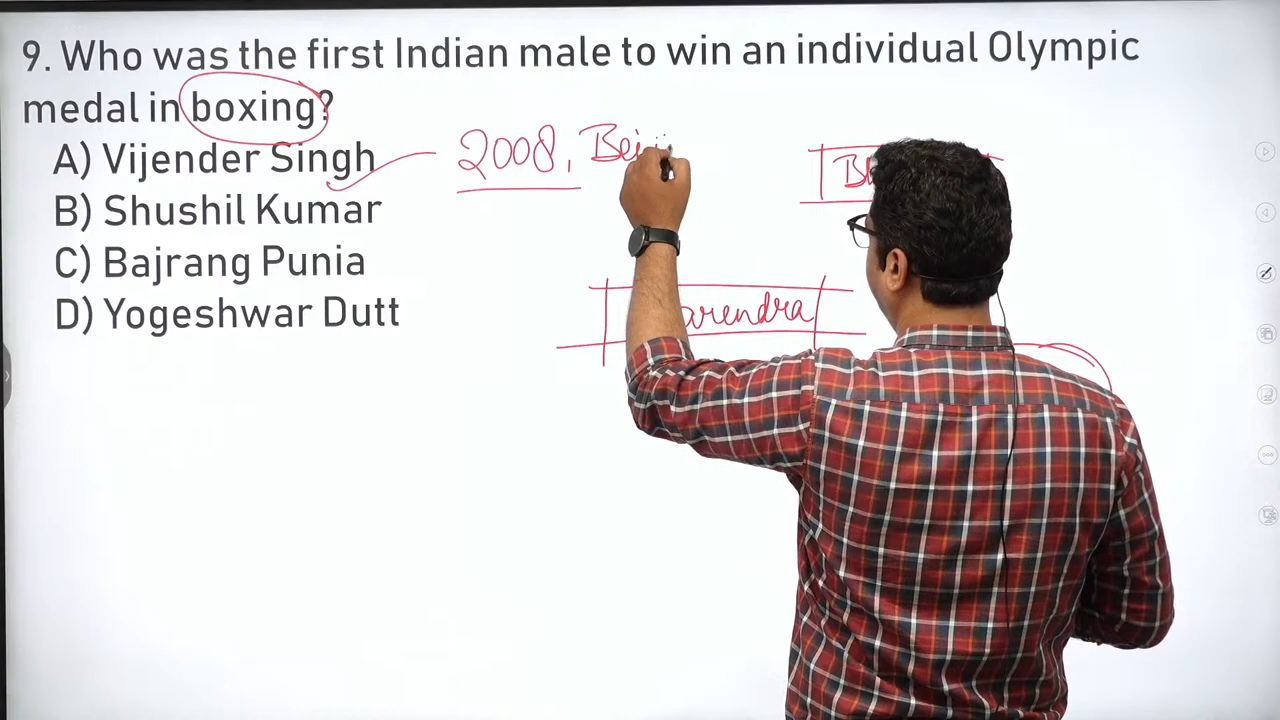 9. Who was the first Indian male to win an individual Olympic
medal in boxing?
A) Vijender Singh
2008,
B) Shushil Kumar
C) Bajrang Punia
D) Yogeshwar Dutt